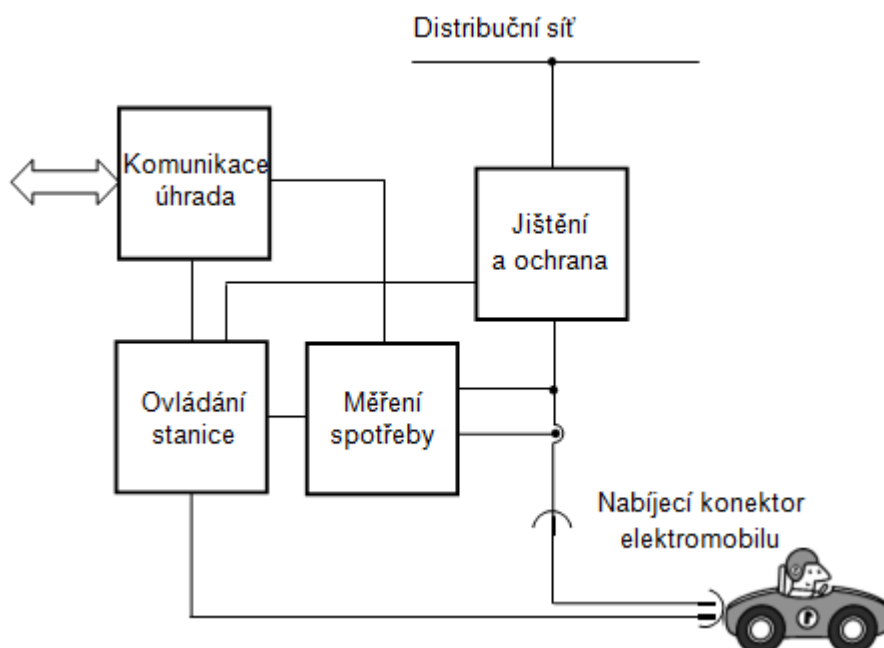 Distribuční síť
Komunikace
úhrada
Jištění
a ochrana
Ovládání
stanice
Měření
spotřeby
Nabíjecí konektor
elektromobilu